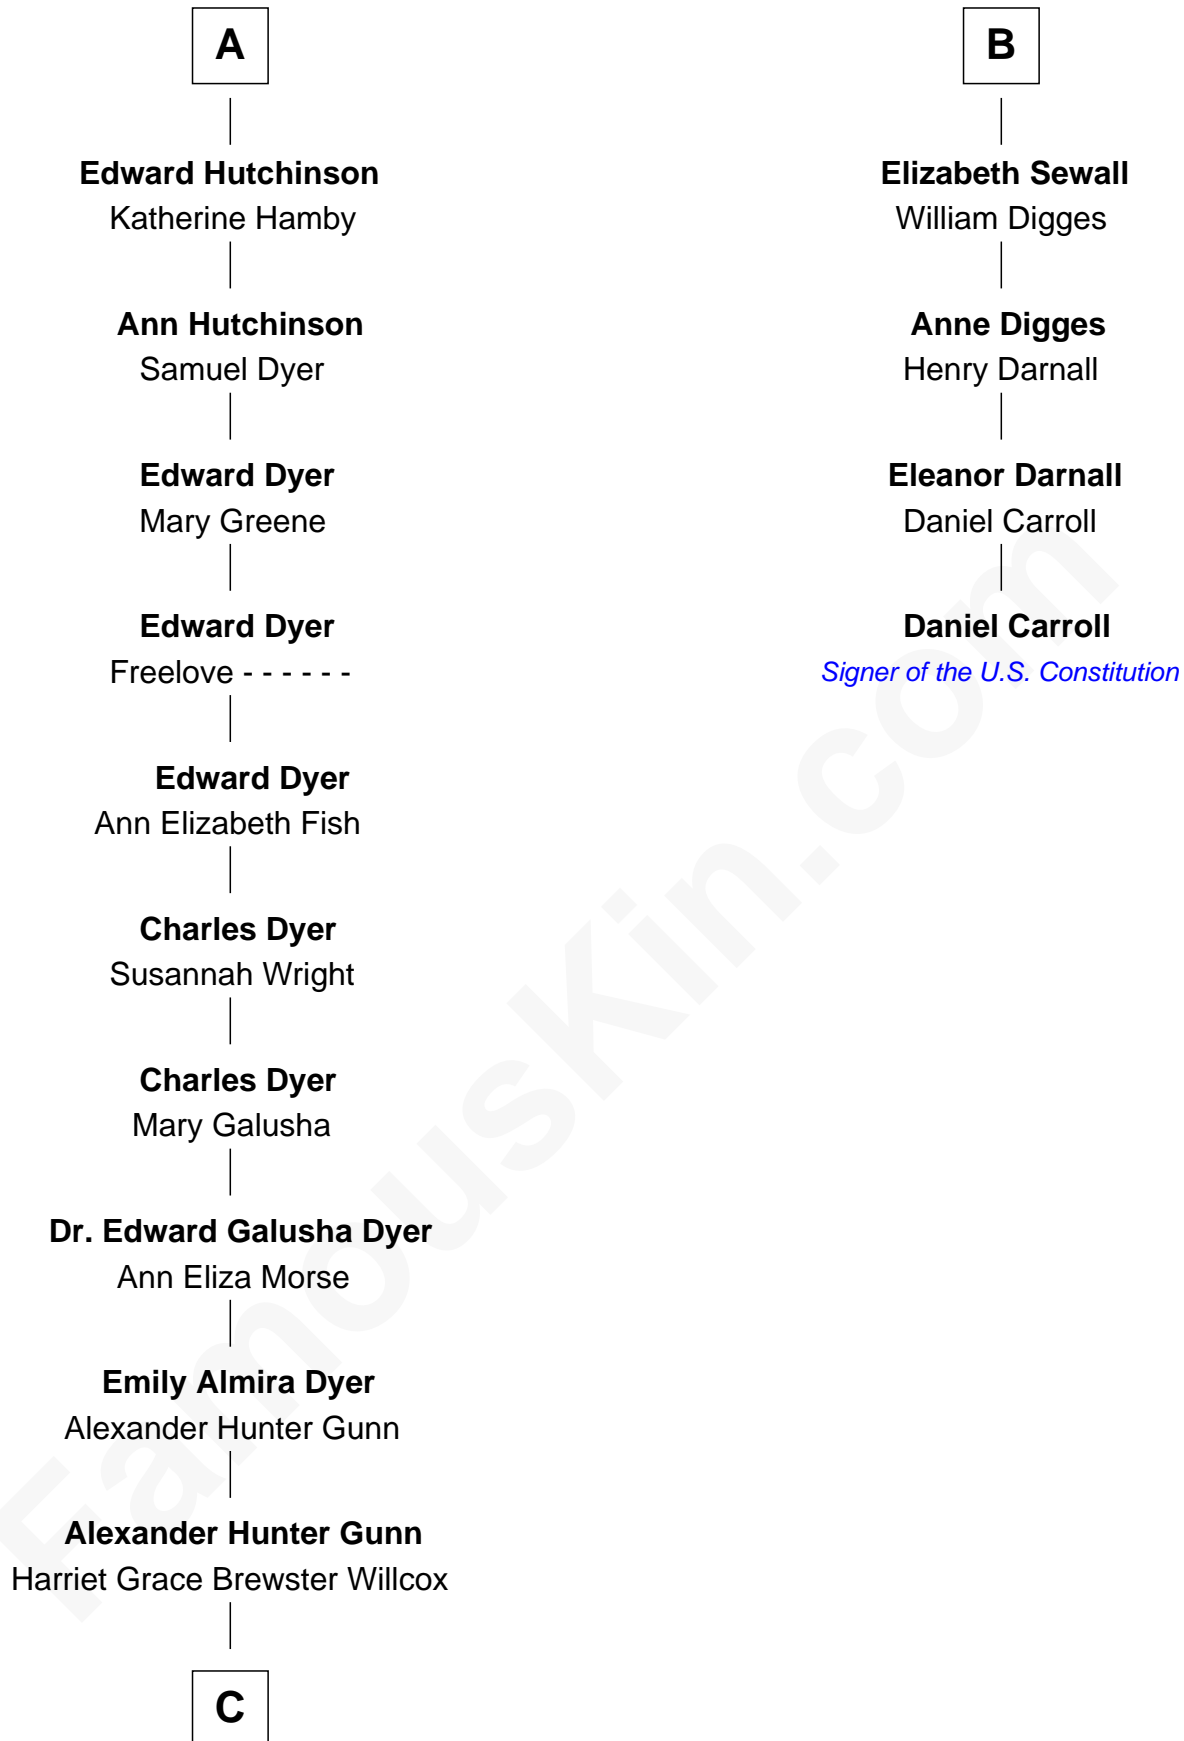 A
Edward Hutchinson
Katherine Hamby
Ann Hutchinson
Samuel Dyer
Edward Dyer
Mary Greene
Edward Dyer
Freelove - - - - - -
Edward Dyer
Ann Elizabeth Fish
Charles Dyer
Susannah Wright
Charles Dyer
Mary Galusha
Dr. Edward Galusha Dyer
Ann Eliza Morse
Emily Almira Dyer
Alexander Hunter Gunn
Alexander Hunter Gunn
Harriet Grace Brewster Willcox
C
B
Elizabeth Sewall
William Digges
Anne Digges
Henry Darnall
Eleanor Darnall
Daniel Carroll
Daniel Carroll
Signer of the U.S. Constitution
FamousKin.com